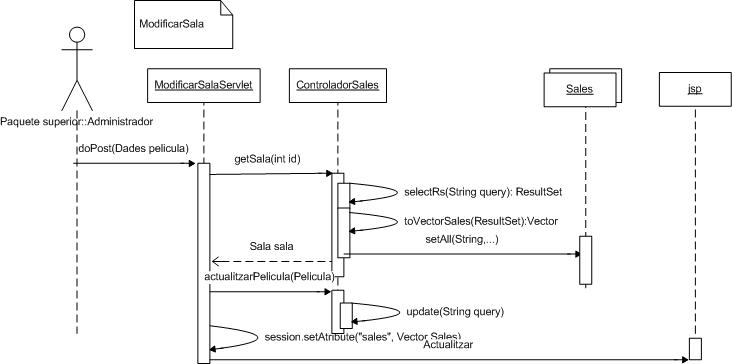 ModificarSala
ModificarSalaServlet
ControladorSales
Sales
jsp
Paquete superior::Administrador
doPost(Dades pelicula)
getSala(int id)
selectRs(String query): ResultSet
toVectorSales(ResultSet):Vector
setAll(String,...)
Sala sala
actualitzarPelicula(Pelicula)
update(String query)
session.setAtribute("sales", Vector Sales)
Actualitzar